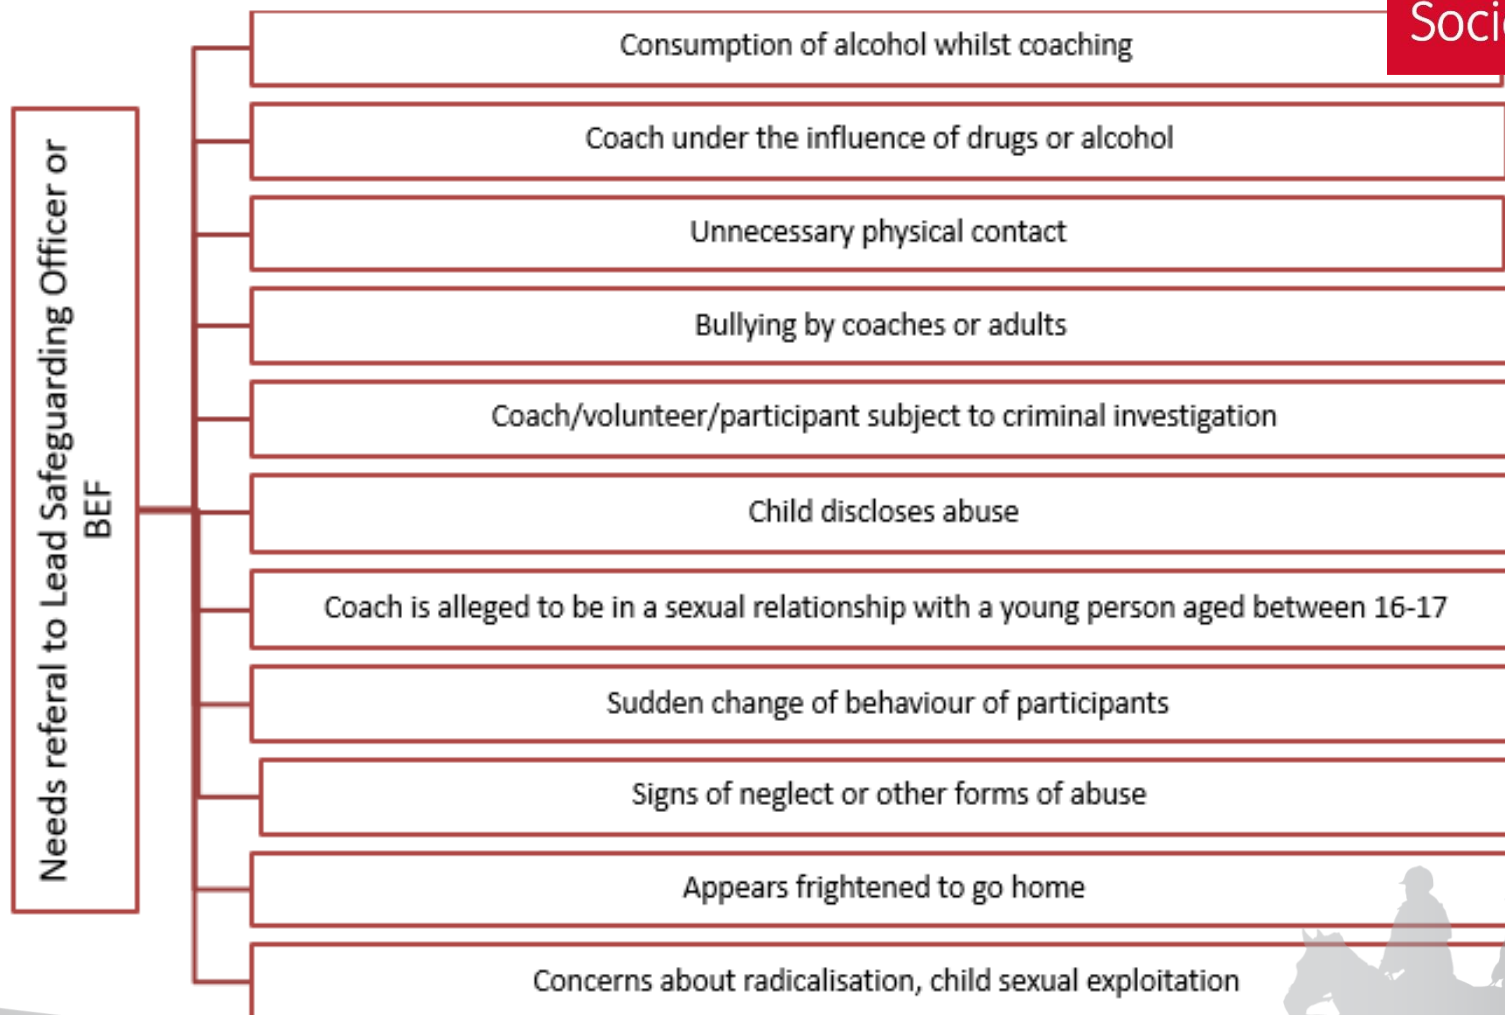 Needs referal to Lead Safeguarding Officer or
BEF
Consumption of alcohol whilst coaching
Coach under the influence of drugs or alcohol
Unnecessary physical contact
Bullying by coaches or adults
Coach/volunteer/participant subject to criminal investigation
Child discloses abuse
Coach is alleged to be in a sexual relationship with a young person aged between 16-17
Sudden change of behaviour of participants
Signs of neglect or other forms of abuse
Appears frightened to go home
Concerns about radicalisation, child sexual exploitation